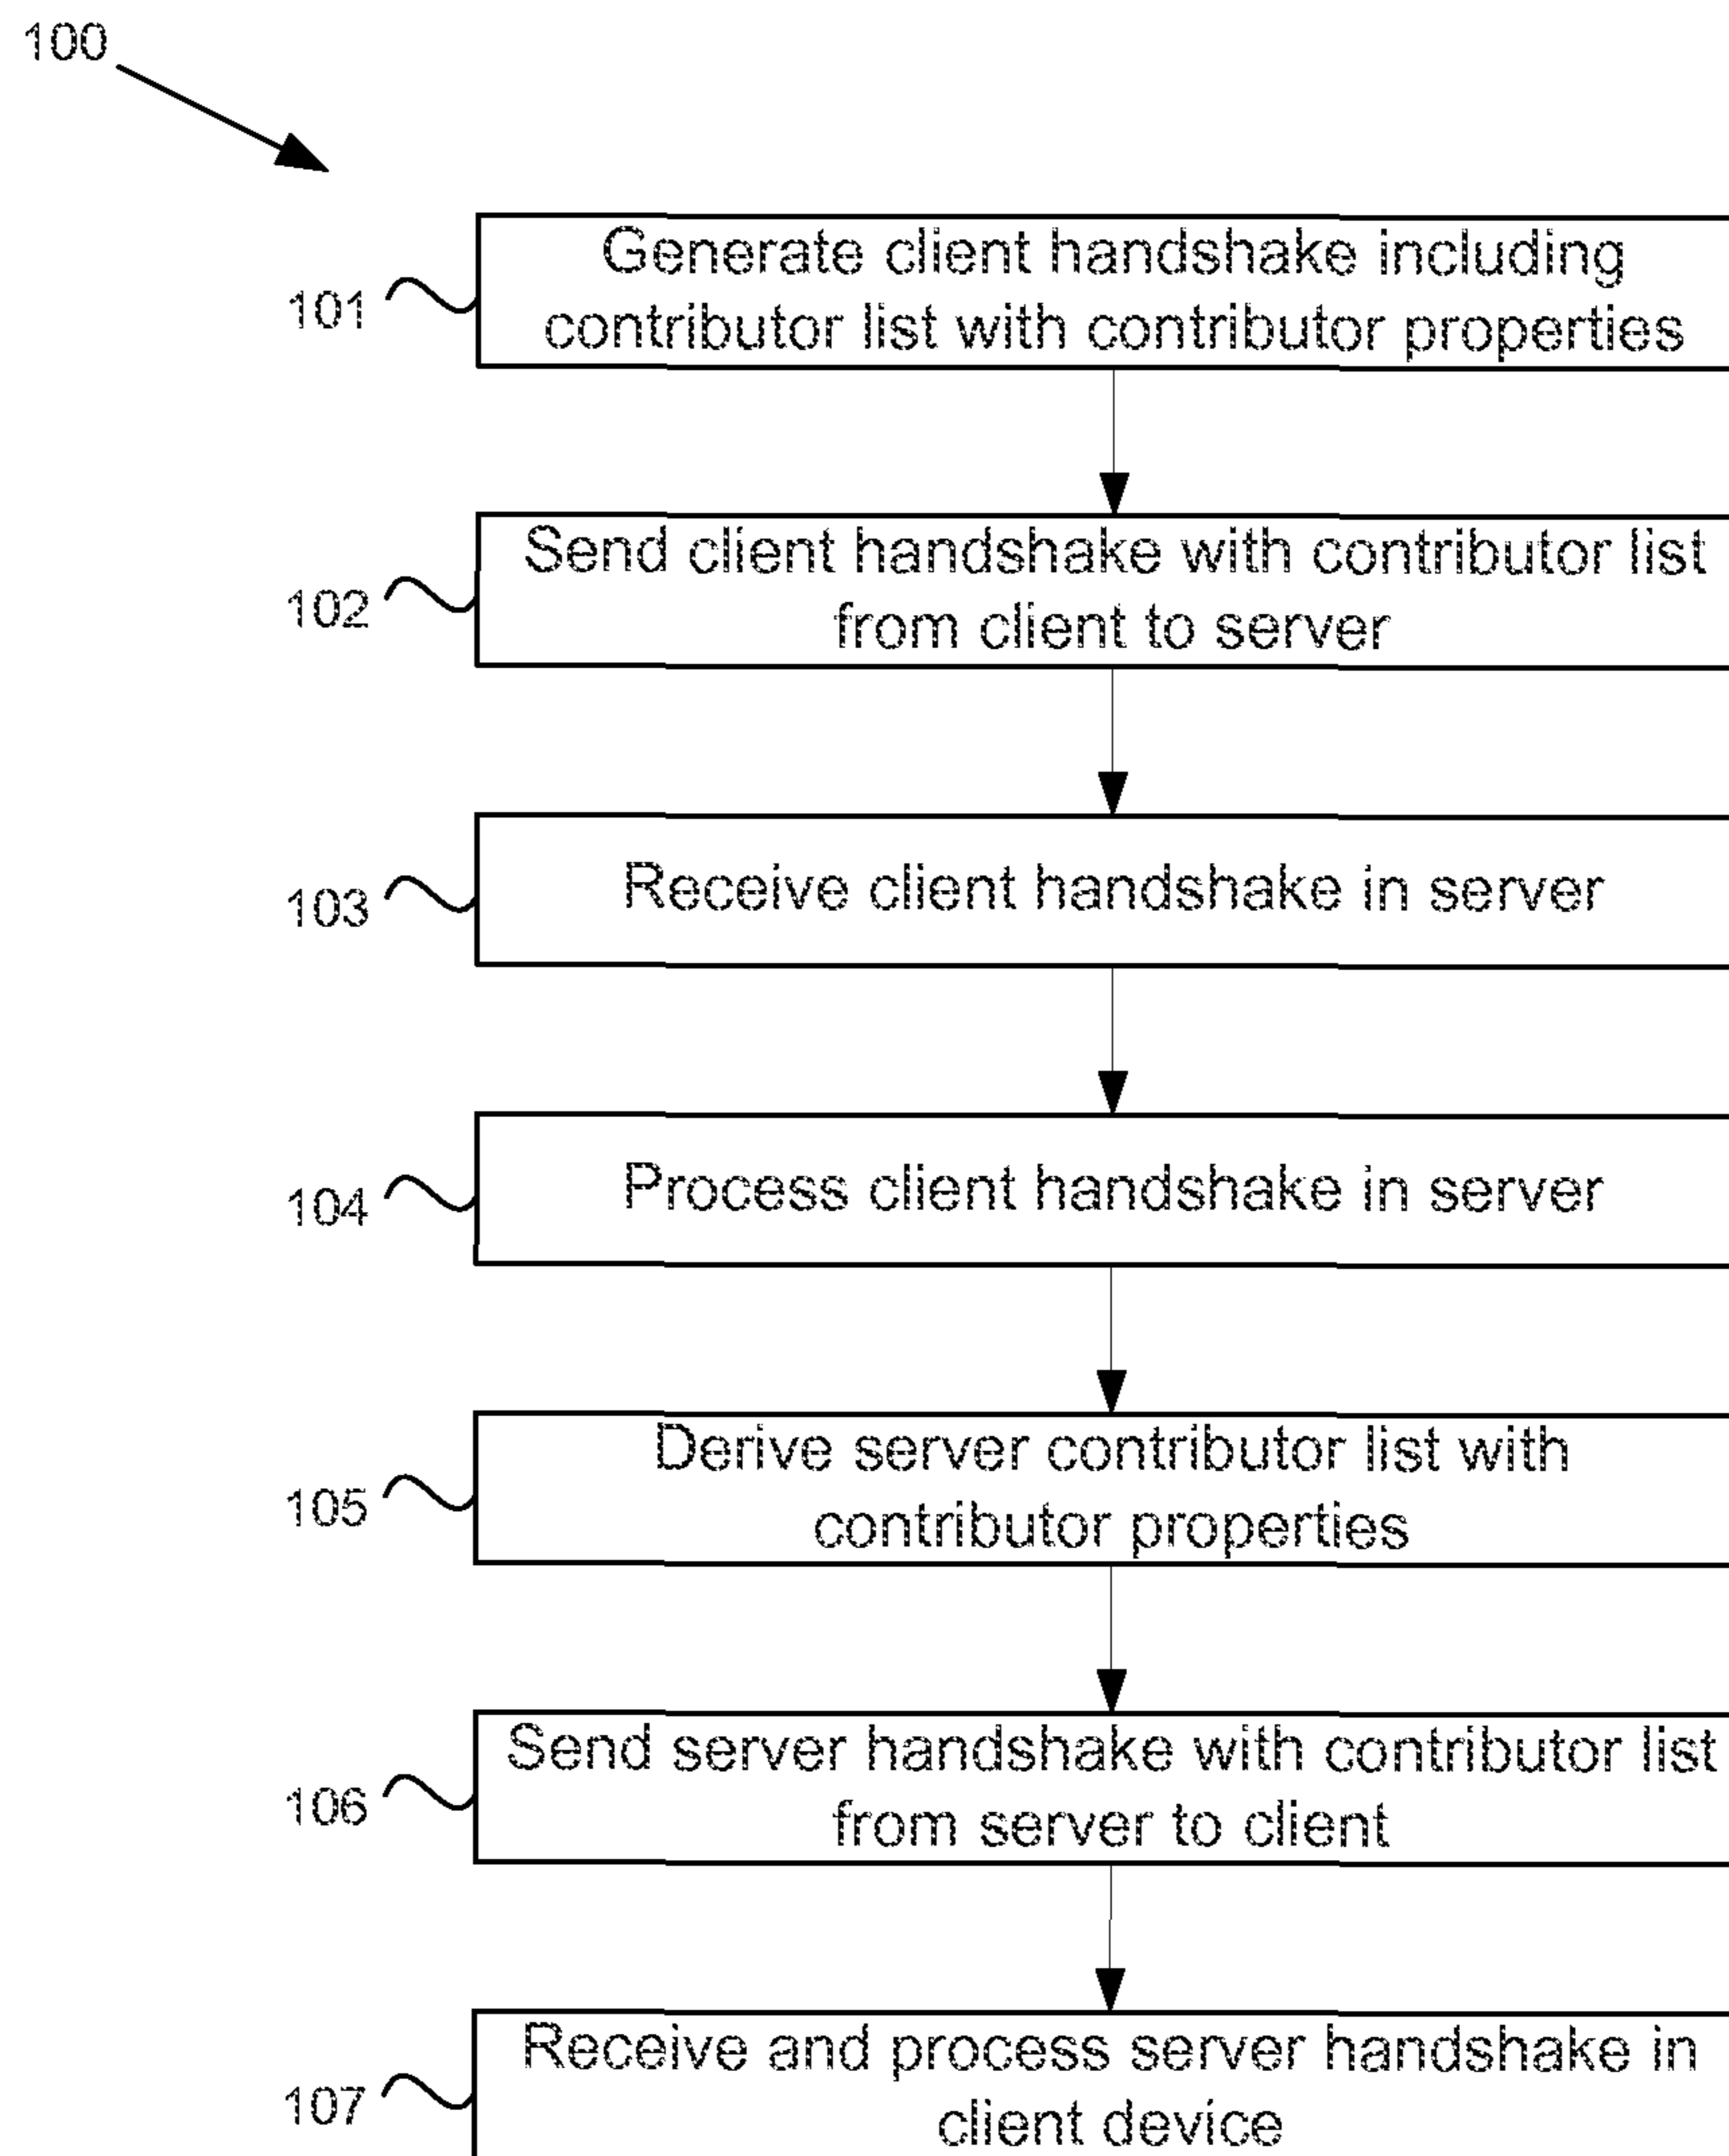 100
Generate client handshake including
contributor list with contributor properties
101
Send client handshake with contributor list
from client to server
102
Receive client handshake in server
103
Process client handshake in server
104
Derive server contributor list with
contributor properties
105
Send server handshake with contributor list
from server to client
106
Receive and process server handshake in
client device
107